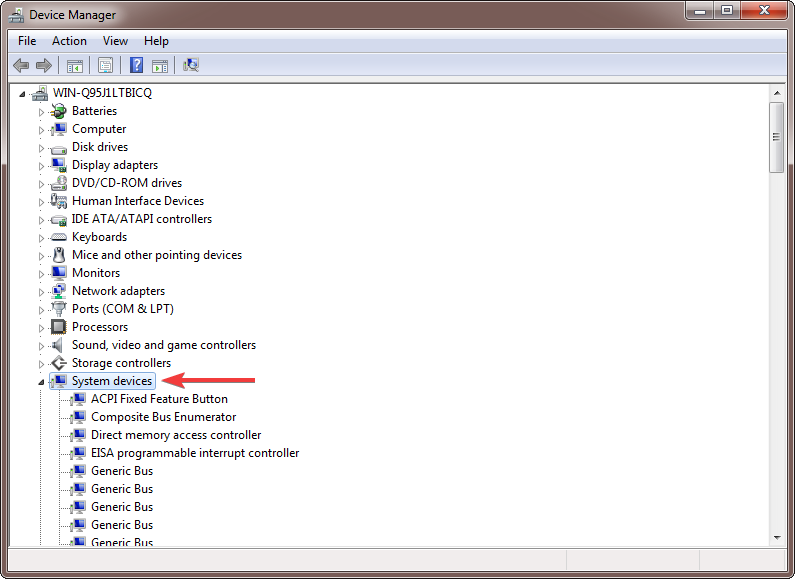 Device Manager
File Action View Help
WIN-Q95J1LTBICQ
Batteries
Computer
Disk drives
Display adapters
DVD/CD-ROM drives
Human Interface Devices
IDE ATA/ATAPI controllers
Keyboards
Mice and other pointing devices
Monitors
Network adapters
Ports (COM & LPT)
Processors
Sound, video and game controllers
Storage controllers
System devices
ACPI Fixed Feature Button
Composite Bus Enumerator
Direct memory access controller
EISA programmable interrupt controller
Generic Bus
Generic Bus
Generic Bus
Generic Bus
Generic Bus